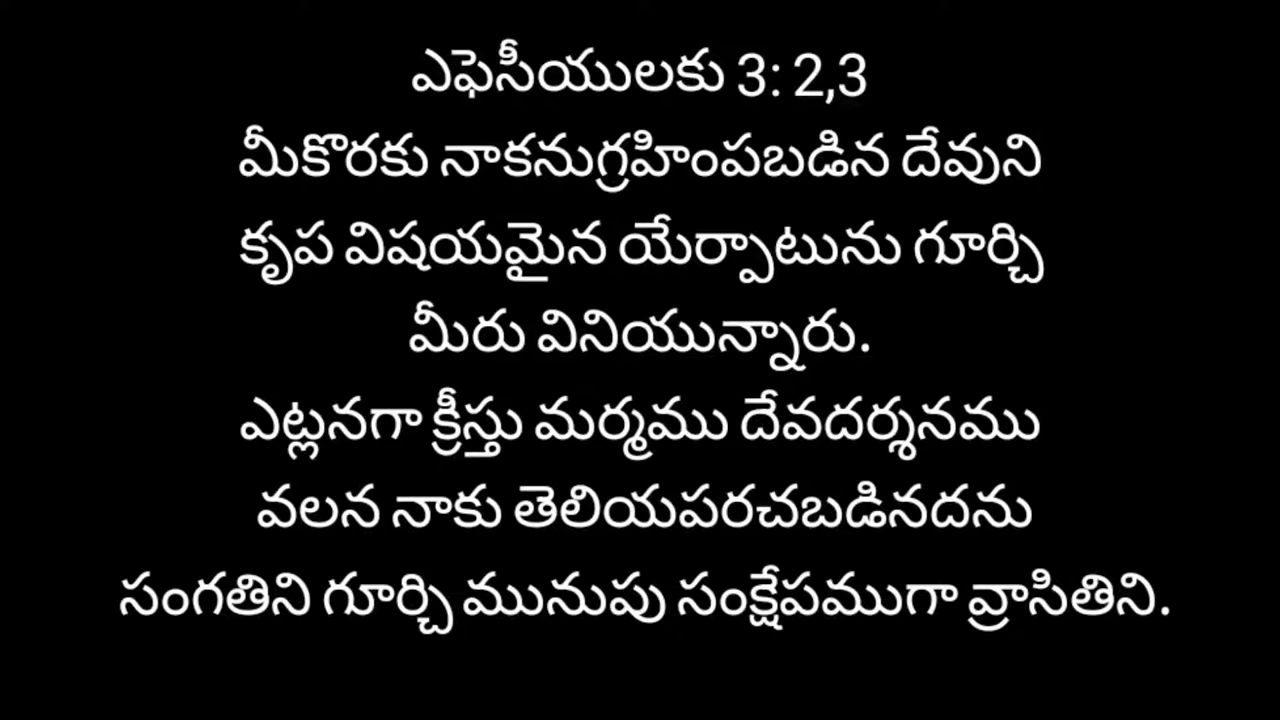 ఎఫెసీయులకు 3: 2,3
మీకొరకు నాకనుగ్రహింపబడిన దేవుని
కృప విషయమైన యేర్పాటును గూర్చి
మీరు వినియున్నారు.
ఎట్లనగా క్రీస్తు మర్మము దేవదర్శనము
వలన నాకు తెలియపరచబడినదను
సంగతిని గూర్చి మునుపు సంక్షేపముగా వ్రాసితిని.